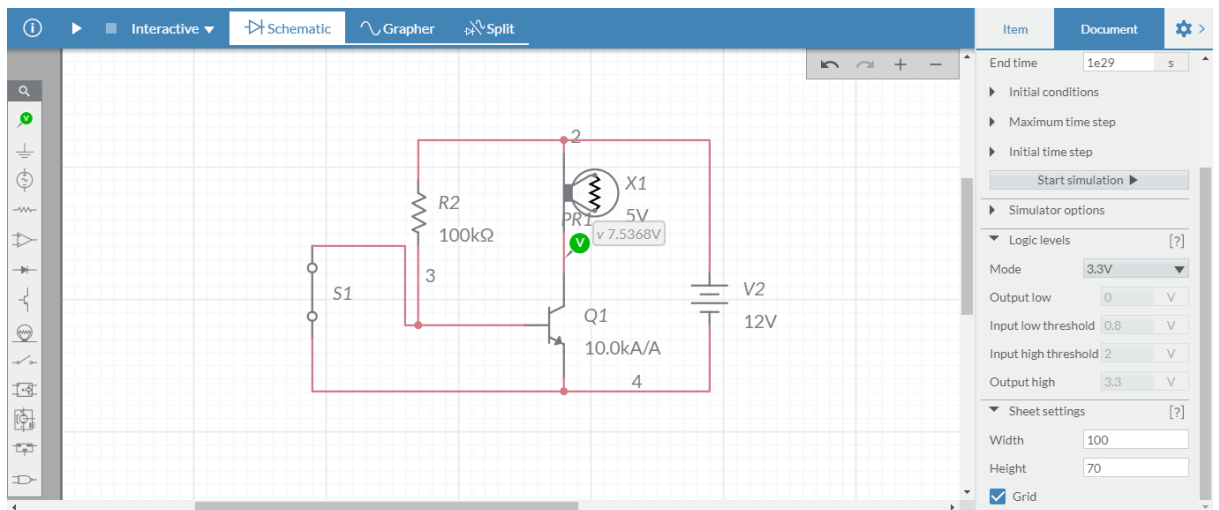 Interactive Schematic Grapher Split
Item Document
End time 1e29 s
Initial conditions
Maximum time step
Initial time step
Start simulation
Simulator options
Logic levels [?]
Mode 3.3V
Output low 0 V
Input low threshold 0.8 V
Input high threshold 2 V
Output high 3.3 V
Sheet settings [?]
Width 100
Height 70
Grid
2
X1
5V
PR1
V
v 7.5368V
R2
100kΩ
3
S1
V2
12V
Q1
10.0kA/A
4
V